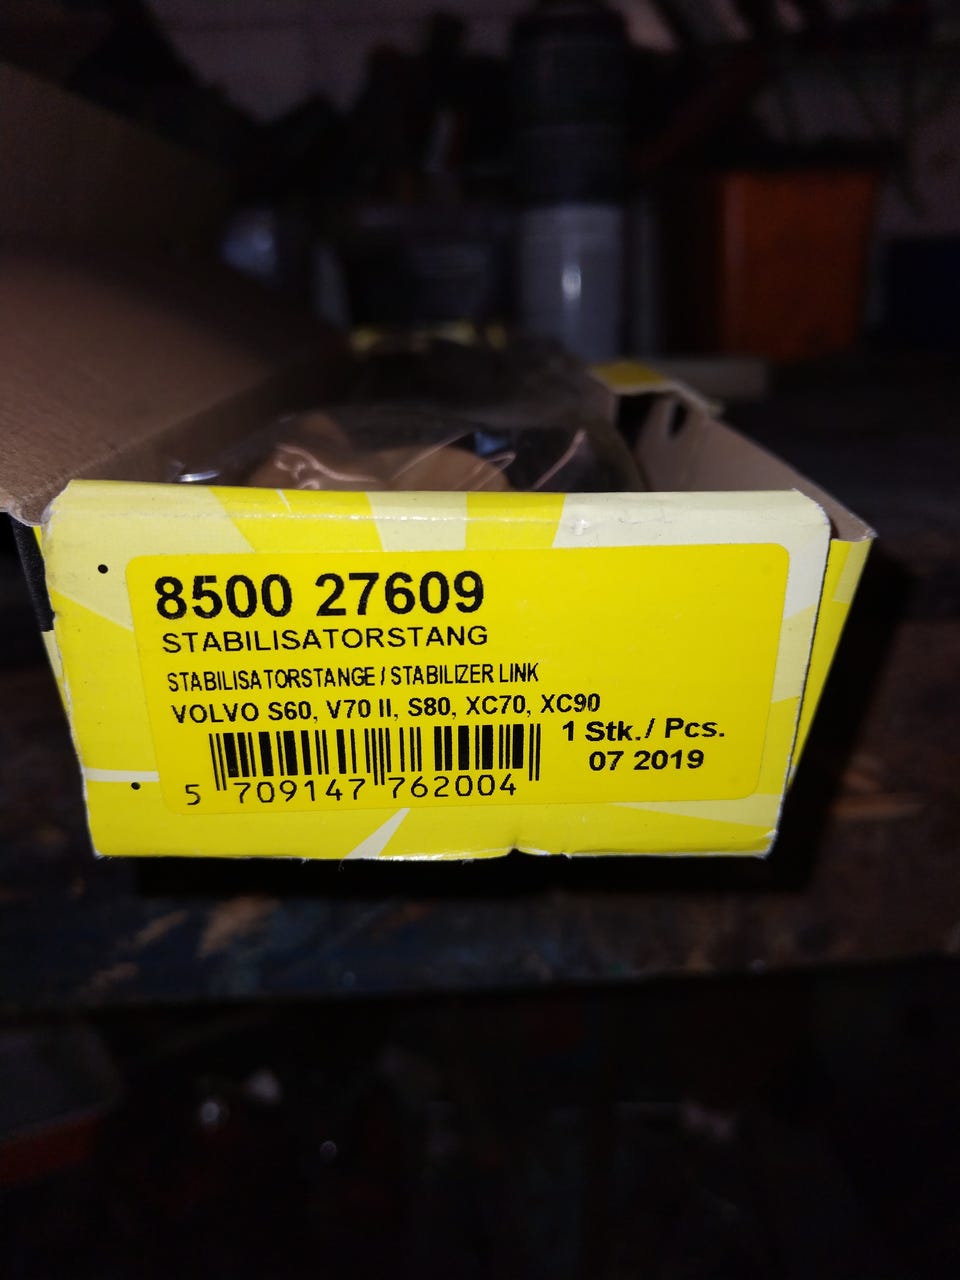 8500 27609
STABILISATORSTANG
STABILISATORSTANGE / STABILIZER LINK
VOLVO S60, V70 II, S80, XC70, XC90
1 Stk./ Pcs.
07 2019
5 709147 762004